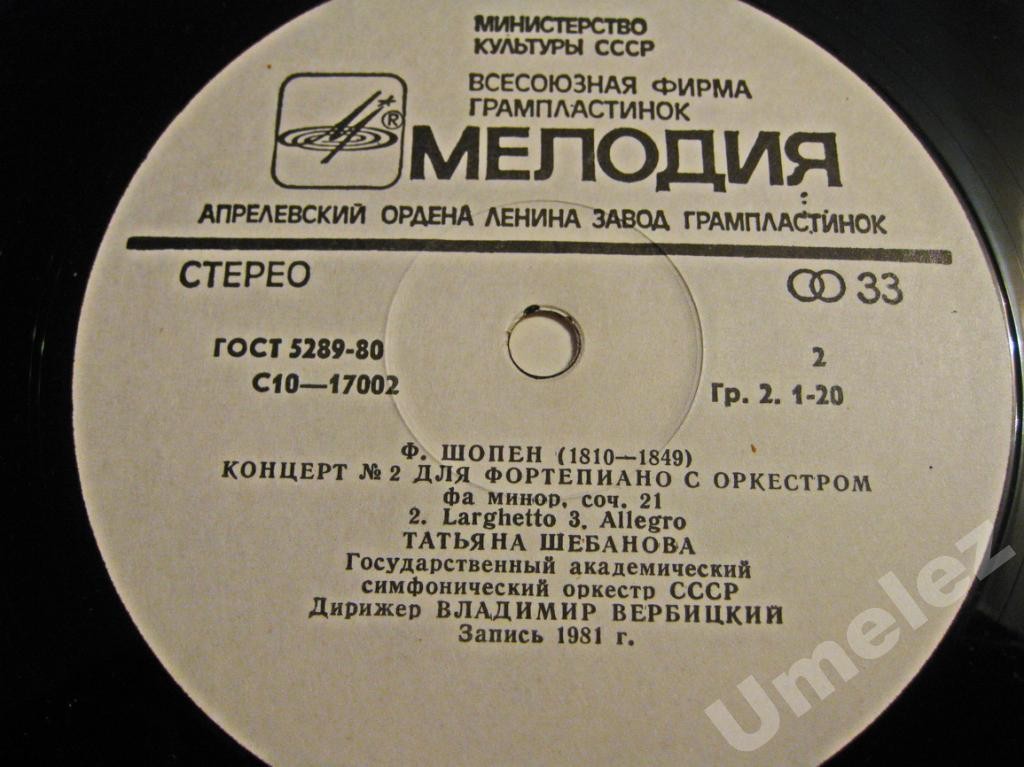 МИНИСТЕРСТВО
КУЛЬТУРЫ СССР
ВСЕСОЮЗНАЯ ФИРМА
ГРАМПЛАСТИНОК
®
МЕЛОДИЯ
АПРЕЛЕВСКИЙ ОРДЕНА ЛЕНИНА ЗАВОД ГРАМПЛАСТИНОК
СТЕРЕО
33
ГОСТ 5289-80
2
С10—17002
Гр. 2. 1-20
Ф. ШОПЕН (1810—1849)
КОНЦЕРТ № 2 ДЛЯ ФОРТЕПИАНО С ОРКЕСТРОМ
фа минор, соч. 21
2. Larghetto 3. Allegro
ТАТЬЯНА ШЕБАНОВА
Государственный академический
симфонический оркестр СССР
Дирижер ВЛАДИМИР ВЕРБИЦКИЙ
Запись 1981 г.
Umelez